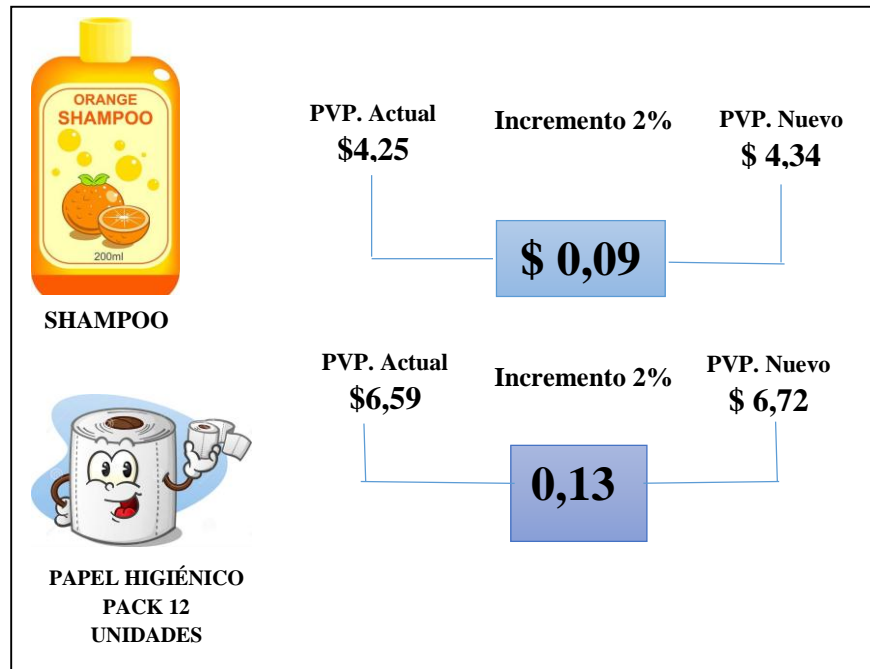 ORANGE
SHAMPOO
200ml
SHAMPOO
PVP. Actual
$4,25
Incremento 2%
PVP. Nuevo
$ 4,34
$ 0,09
PAPEL HIGIÉNICO
PACK 12
UNIDADES
PVP. Actual
$6,59
Incremento 2%
PVP. Nuevo
$ 6,72
0,13